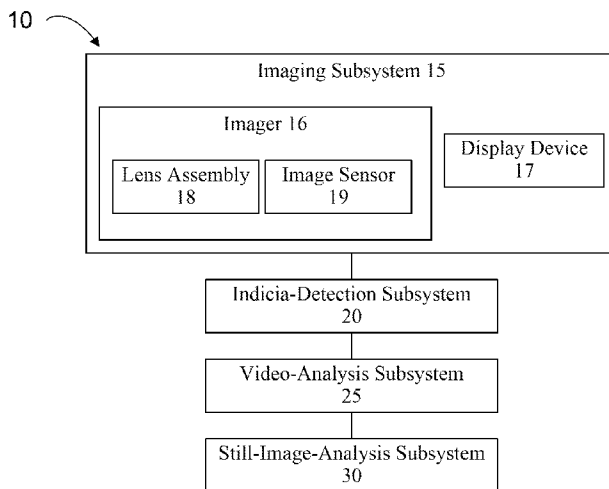 10
Imaging Subsystem 15
Imager 16
Lens Assembly
18
Image Sensor
19
Display Device
17
Indicia-Detection Subsystem
20
Video-Analysis Subsystem
25
Still-Image-Analysis Subsystem
30